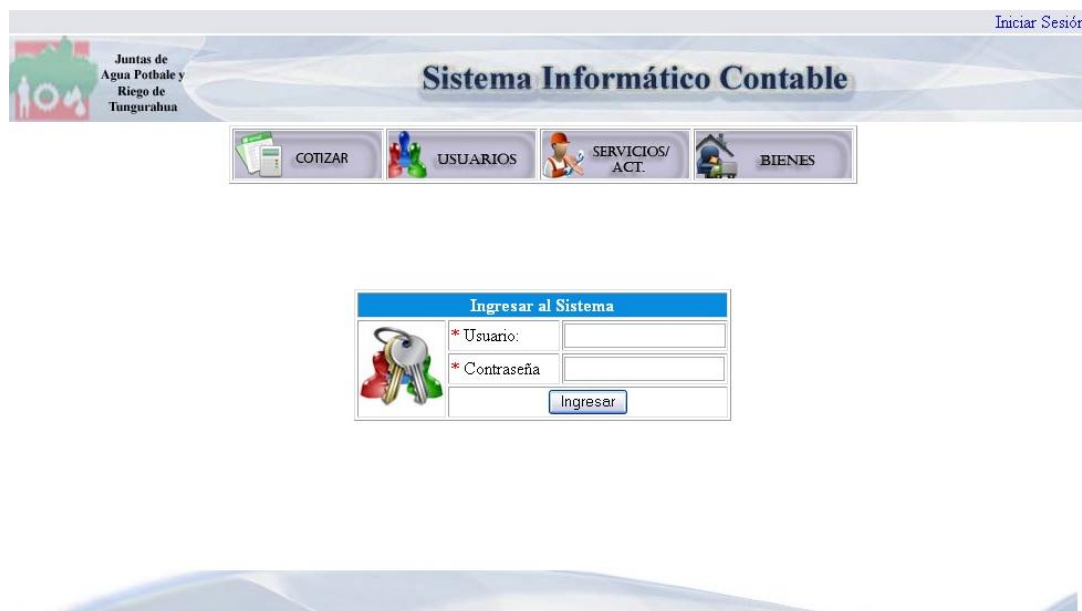 Iniciar Sesión
Juntas de
Agua Potbale y
Riego de
Tungurahua
Sistema Informático Contable
COTIZAR
USUARIOS
SERVICIOS/
ACT.
BIENES
Ingresar al Sistema
* Usuario:
* Contraseña
Ingresar